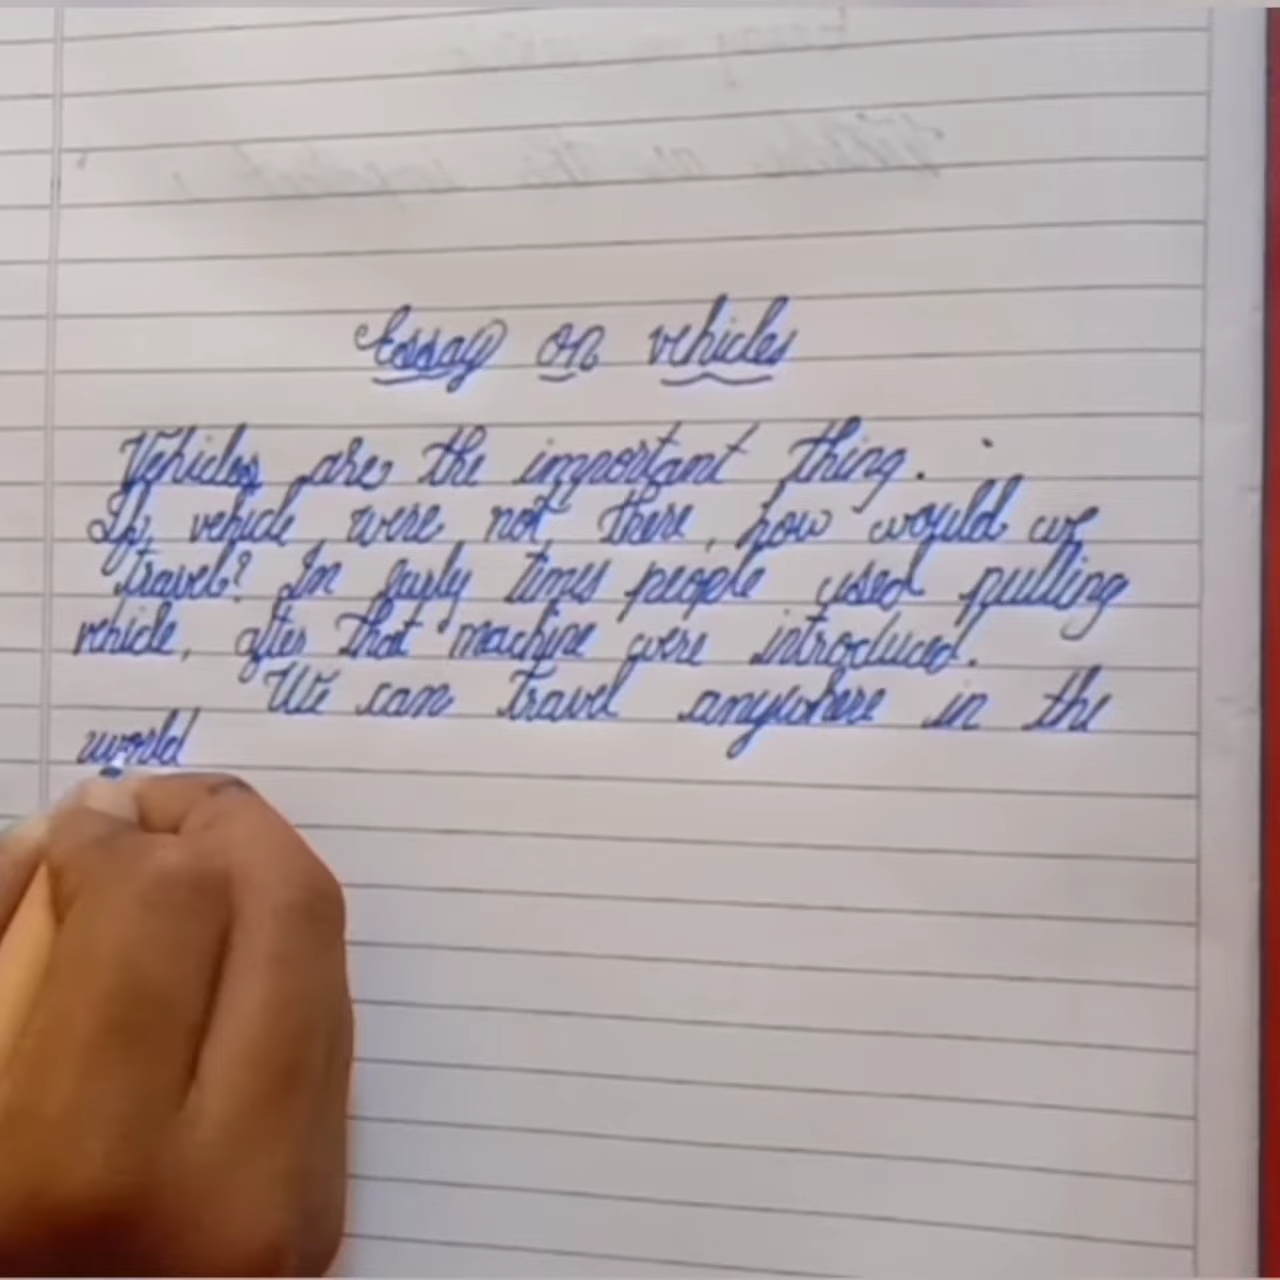 Essay on vehicles
Vehicles are the important thing.
If vehicle were not there, how would we
travel? In early times people used pulling
vehicle, after that machine were introduced.
We can travel anywhere in the
world